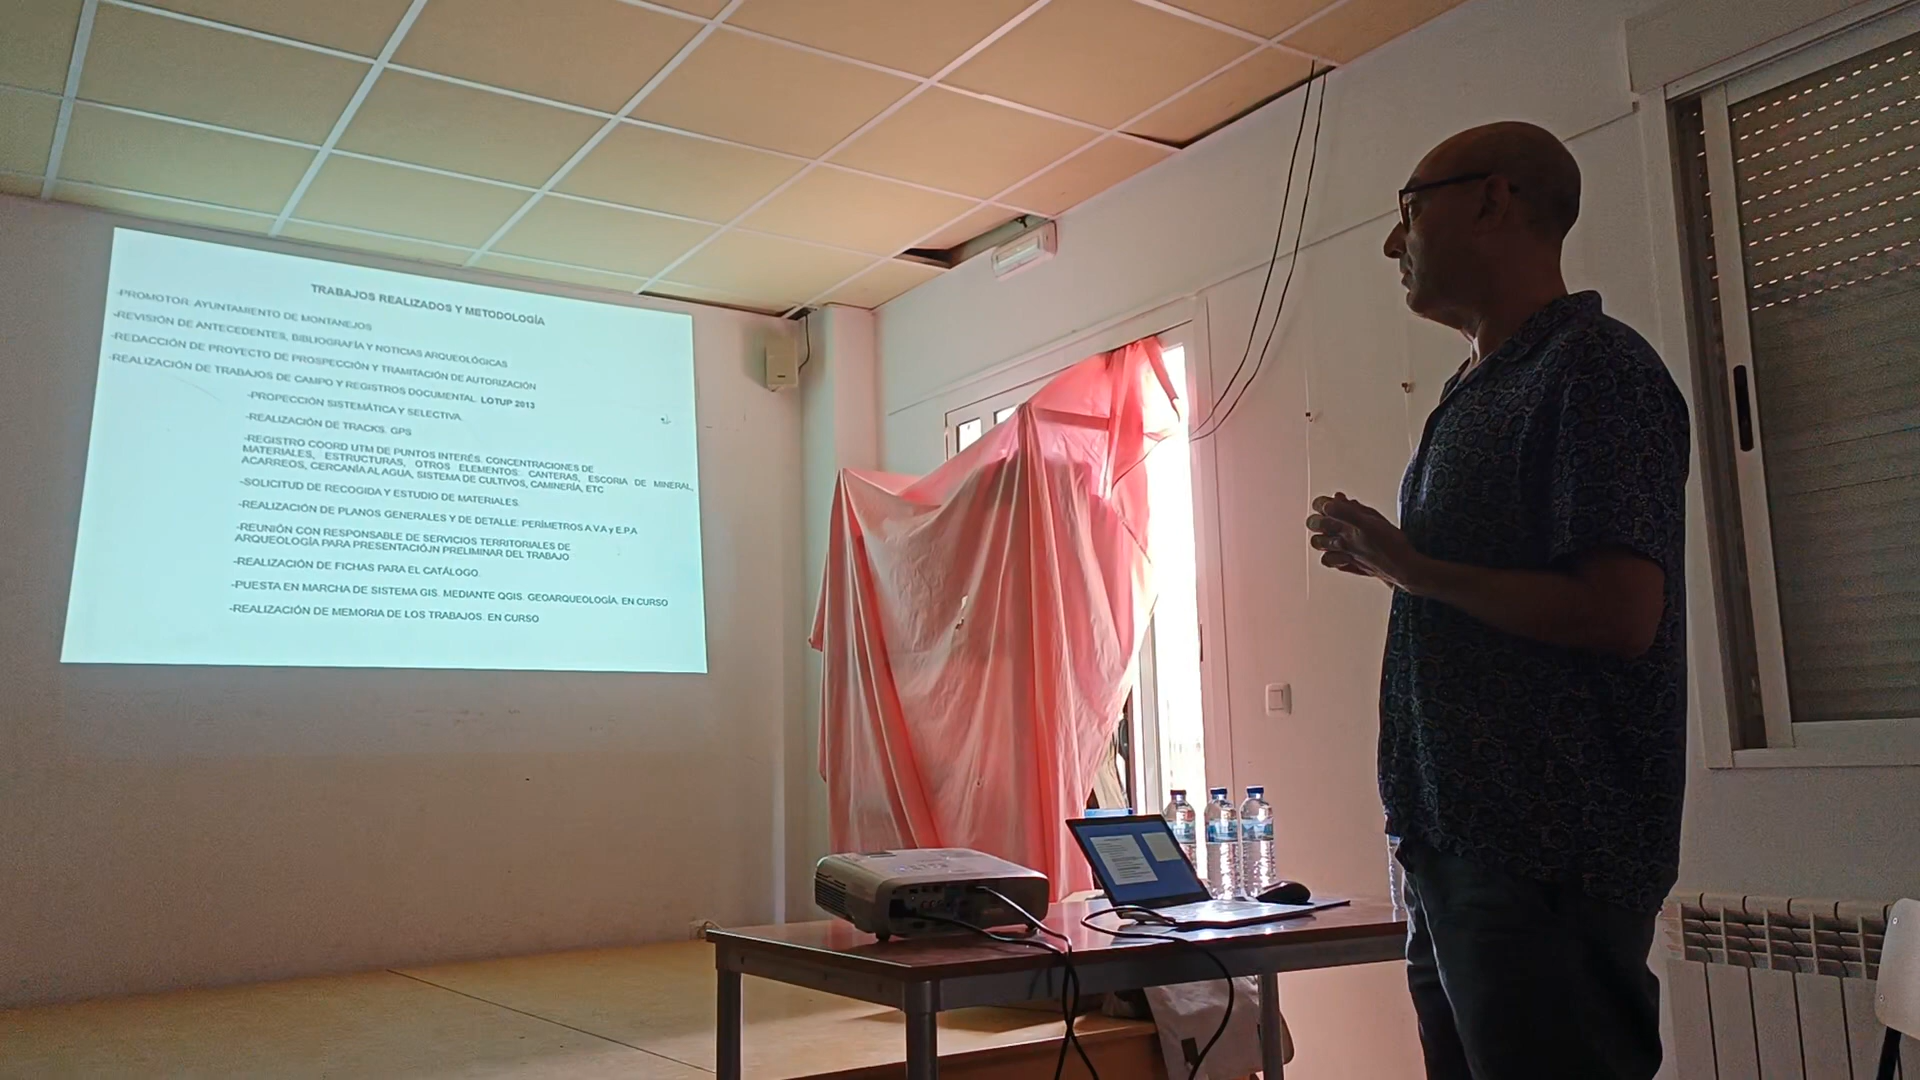 TRABAJOS REALIZADOS Y METODOLOGÍA
-PROMOTOR: AYUNTAMIENTO DE MONTANEJOS
-REVISIÓN DE ANTECEDENTES, BIBLIOGRAFÍA Y NOTICIAS ARQUEOLÓGICAS
-REDACCIÓN DE PROYECTO DE PROSPECCIÓN Y TRAMITACIÓN DE AUTORIZACIÓN
-REALIZACIÓN DE TRABAJOS DE CAMPO Y REGISTROS DOCUMENTAL. LOTUP 2013
-PROPECCIÓN SISTEMÁTICA Y SELECTIVA.
-REALIZACIÓN DE TRACKS. GPS
-REGISTRO COORD UTM DE PUNTOS INTERÉS. CONCENTRACIONES DE
MATERIALES, ESTRUCTURAS, OTROS ELEMENTOS: CANTERAS, ESCORIA DE MINERAL,
ACARREOS, CERCANÍA AL AGUA, SISTEMA DE CULTIVOS, CAMINERÍA, ETC
-SOLICITUD DE RECOGIDA Y ESTUDIO DE MATERIALES.
-REALIZACIÓN DE PLANOS GENERALES Y DE DETALLE: PERÍMETROS A.V.A y E.P.A
-REUNIÓN CON RESPONSABLE DE SERVICIOS TERRITORIALES DE
ARQUEOLOGÍA PARA PRESENTACIÓJN PRELIMINAR DEL TRABAJO
-REALIZACIÓN DE FICHAS PARA EL CATÁLOGO.
-PUESTA EN MARCHA DE SISTEMA GIS. MEDIANTE QGIS. GEOARQUEOLOGÍA. EN CURSO
-REALIZACIÓN DE MEMORIA DE LOS TRABAJOS. EN CURSO